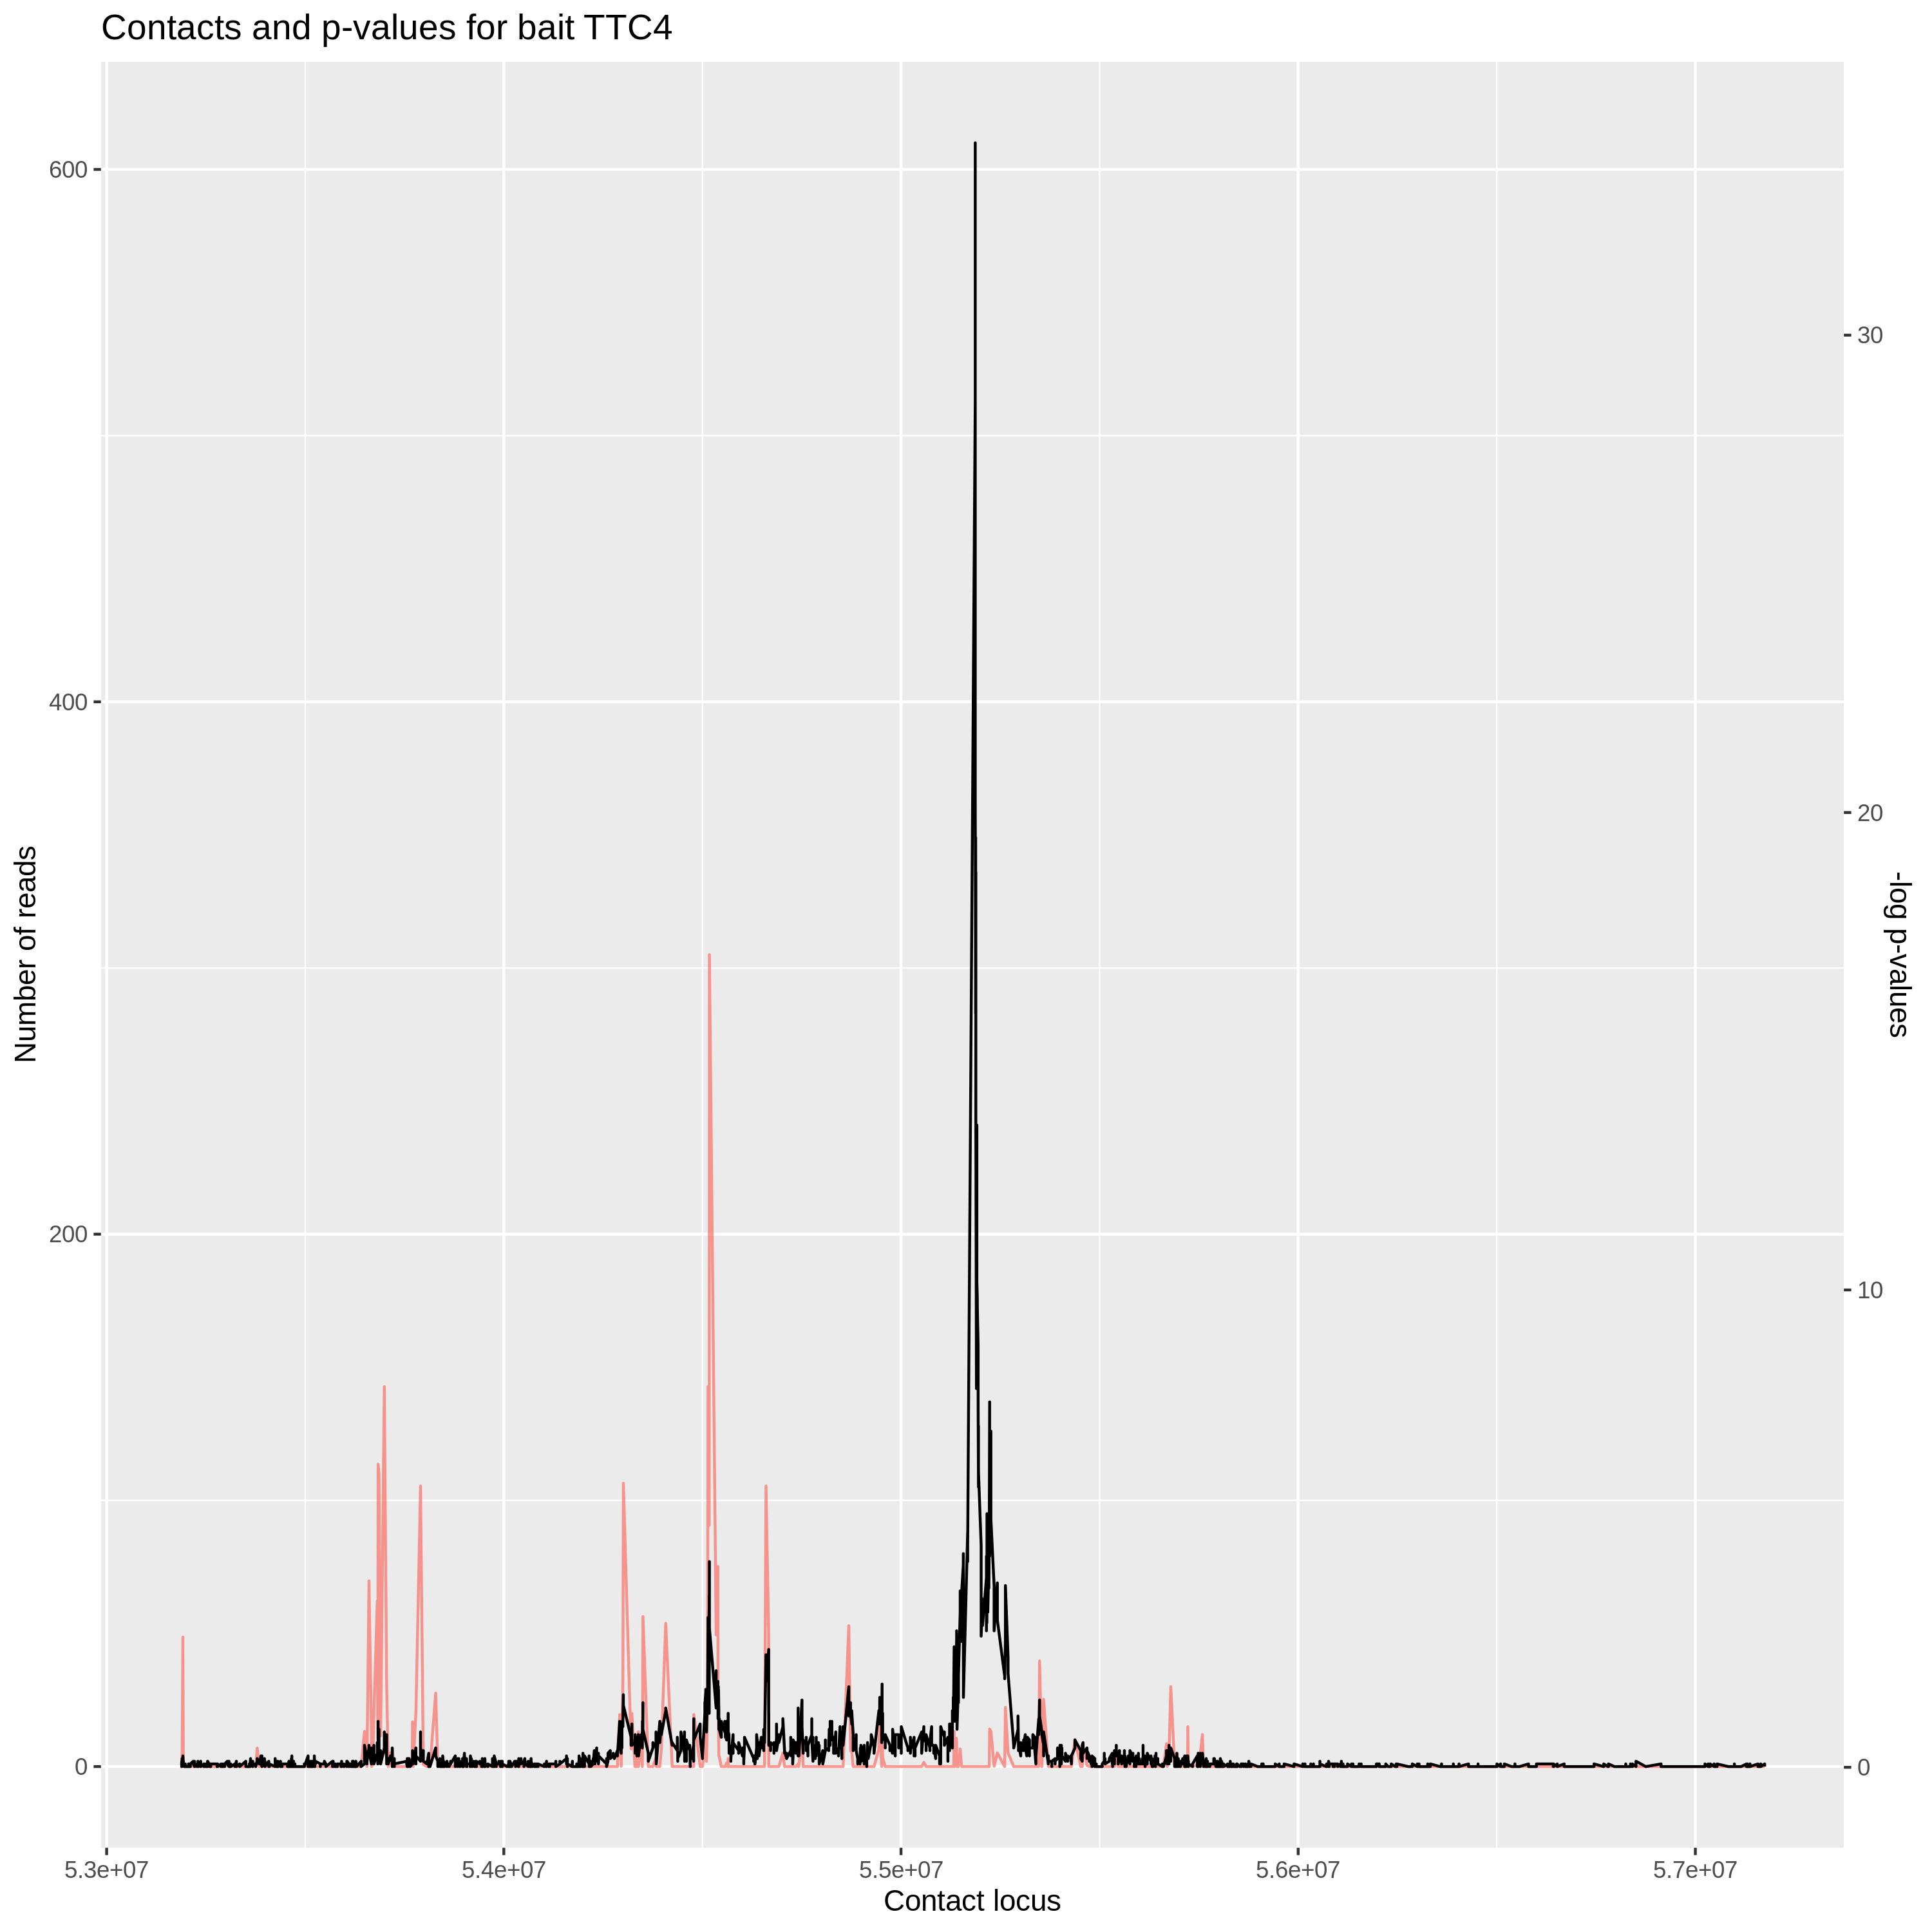 Contacts and p-values for bait TTC4
600
400
200
0
Number of reads
30
20
10
0
-log p-values
5.3e+07
5.4e+07
5.5e+07
5.6e+07
5.7e+07
Contact locus